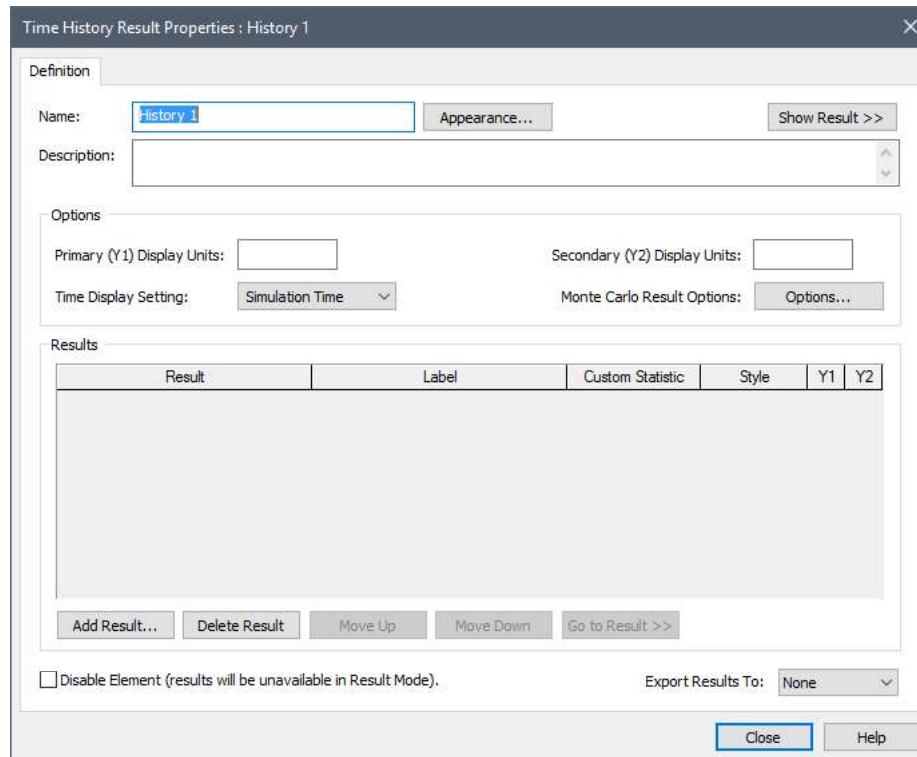 Time History Result Properties : History 1
Definition
Name: History 1 Appearance... Show Result >>
Description:
Options
Primary (Y1) Display Units: Secondary (Y2) Display Units:
Time Display Setting: Simulation Time Monte Carlo Result Options: Options...
Results
Result Label Custom Statistic Style Y1 Y2
Add Result... Delete Result Move Up Move Down Go to Result >>
Disable Element (results will be unavailable in Result Mode). Export Results To: None
Close Help